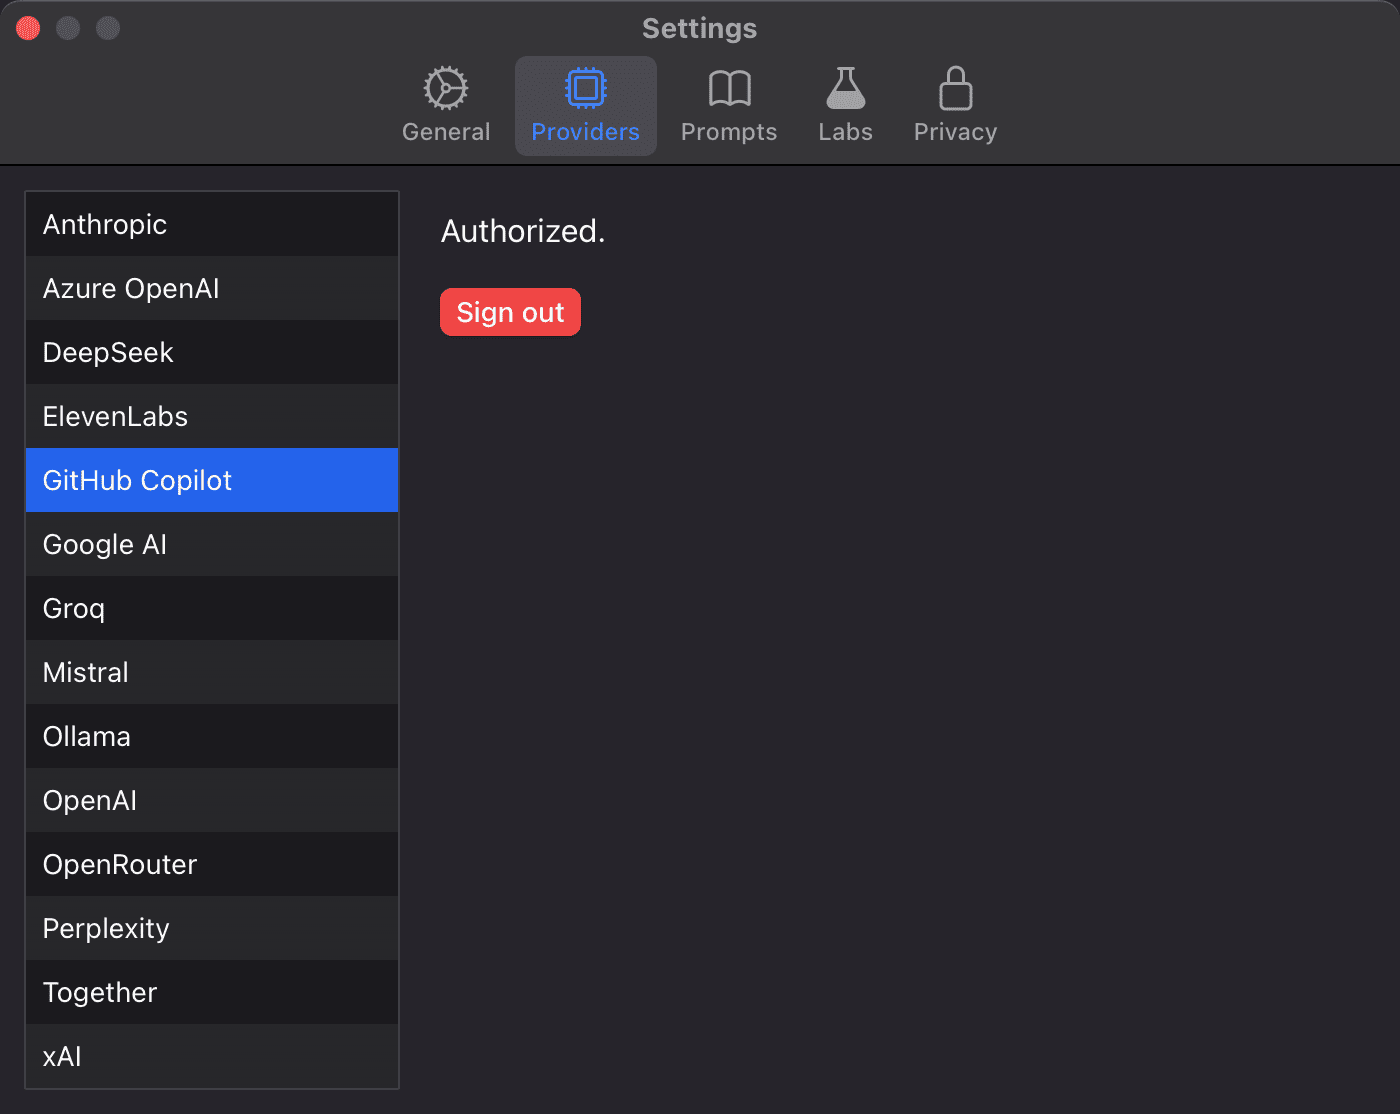 Settings
General
Providers
Prompts
Labs
Privacy
Anthropic
Azure OpenAI
DeepSeek
ElevenLabs
GitHub Copilot
Google AI
Groq
Mistral
Ollama
OpenAI
OpenRouter
Perplexity
Together
xAI
Authorized.
Sign out